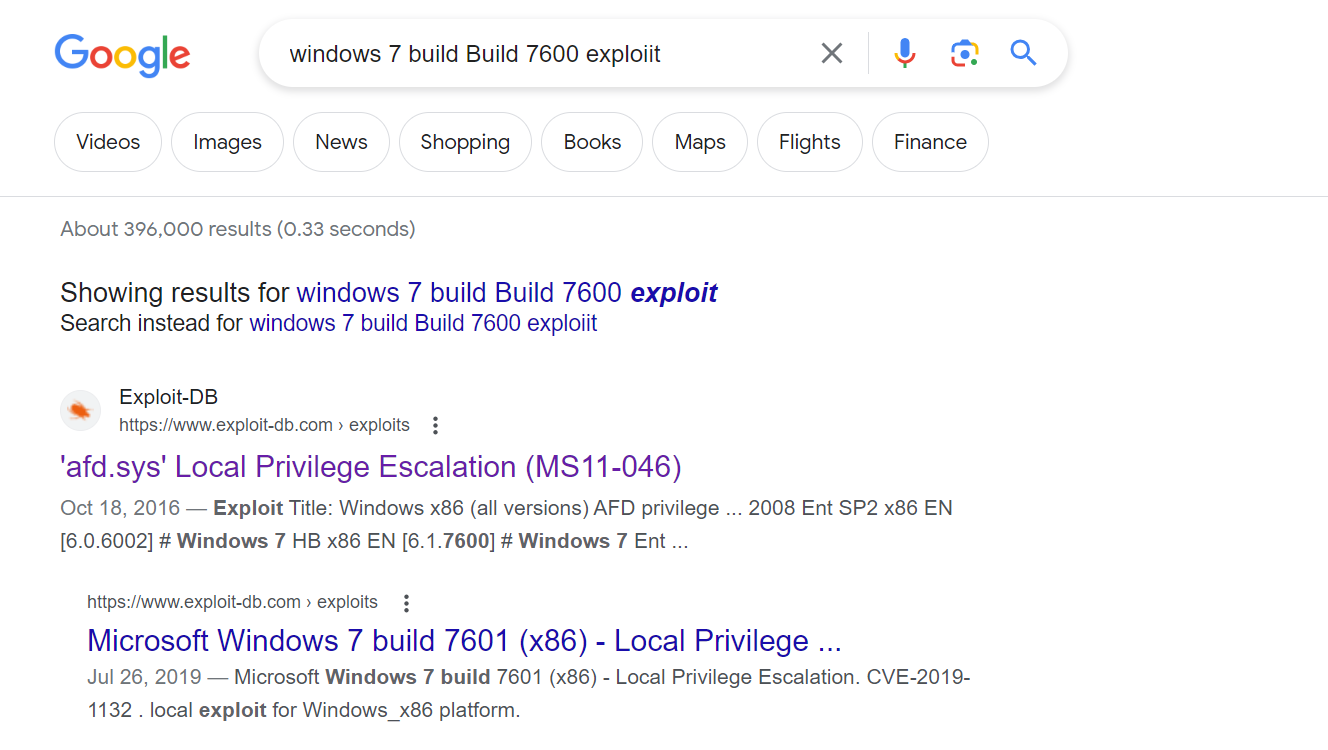 Google
windows 7 build Build 7600 exploiit
Videos
Images
News
Shopping
Books
Maps
Flights
Finance
About 396,000 results (0.33 seconds)
Showing results for windows 7 build Build 7600 exploit
Search instead for windows 7 build Build 7600 exploiit
Exploit-DB
https://www.exploit-db.com › exploits
'afd.sys' Local Privilege Escalation (MS11-046)
Oct 18, 2016 — Exploit Title: Windows x86 (all versions) AFD privilege ... 2008 Ent SP2 x86 EN
[6.0.6002] # Windows 7 HB x86 EN [6.1.7600] # Windows 7 Ent ...
https://www.exploit-db.com › exploits
Microsoft Windows 7 build 7601 (x86) - Local Privilege ...
Jul 26, 2019 — Microsoft Windows 7 build 7601 (x86) - Local Privilege Escalation. CVE-2019-
1132 . local exploit for Windows_x86 platform.